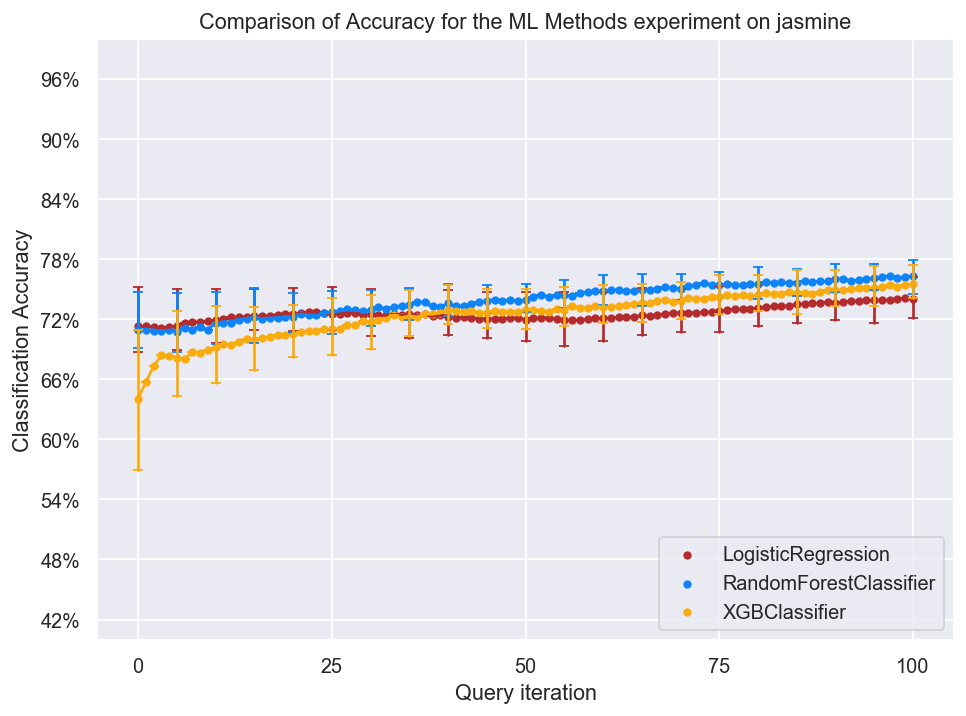 Comparison of Accuracy for the ML Methods experiment on jasmine
Classification Accuracy
96%
90%
84%
78%
72%
66%
60%
54%
48%
42%
LogisticRegression
RandomForestClassifier
XGBClassifier
0 25 50 75 100
Query iteration